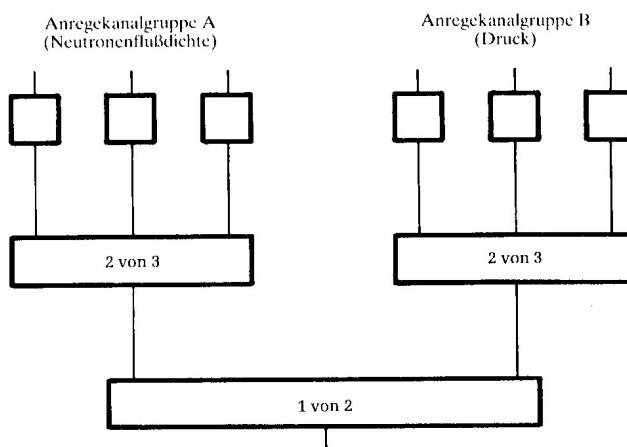 Anregekanalgruppe A
(Neutronenflußdichte)
Anregekanalgruppe B
(Druck)
2 von 3
2 von 3
1 von 2